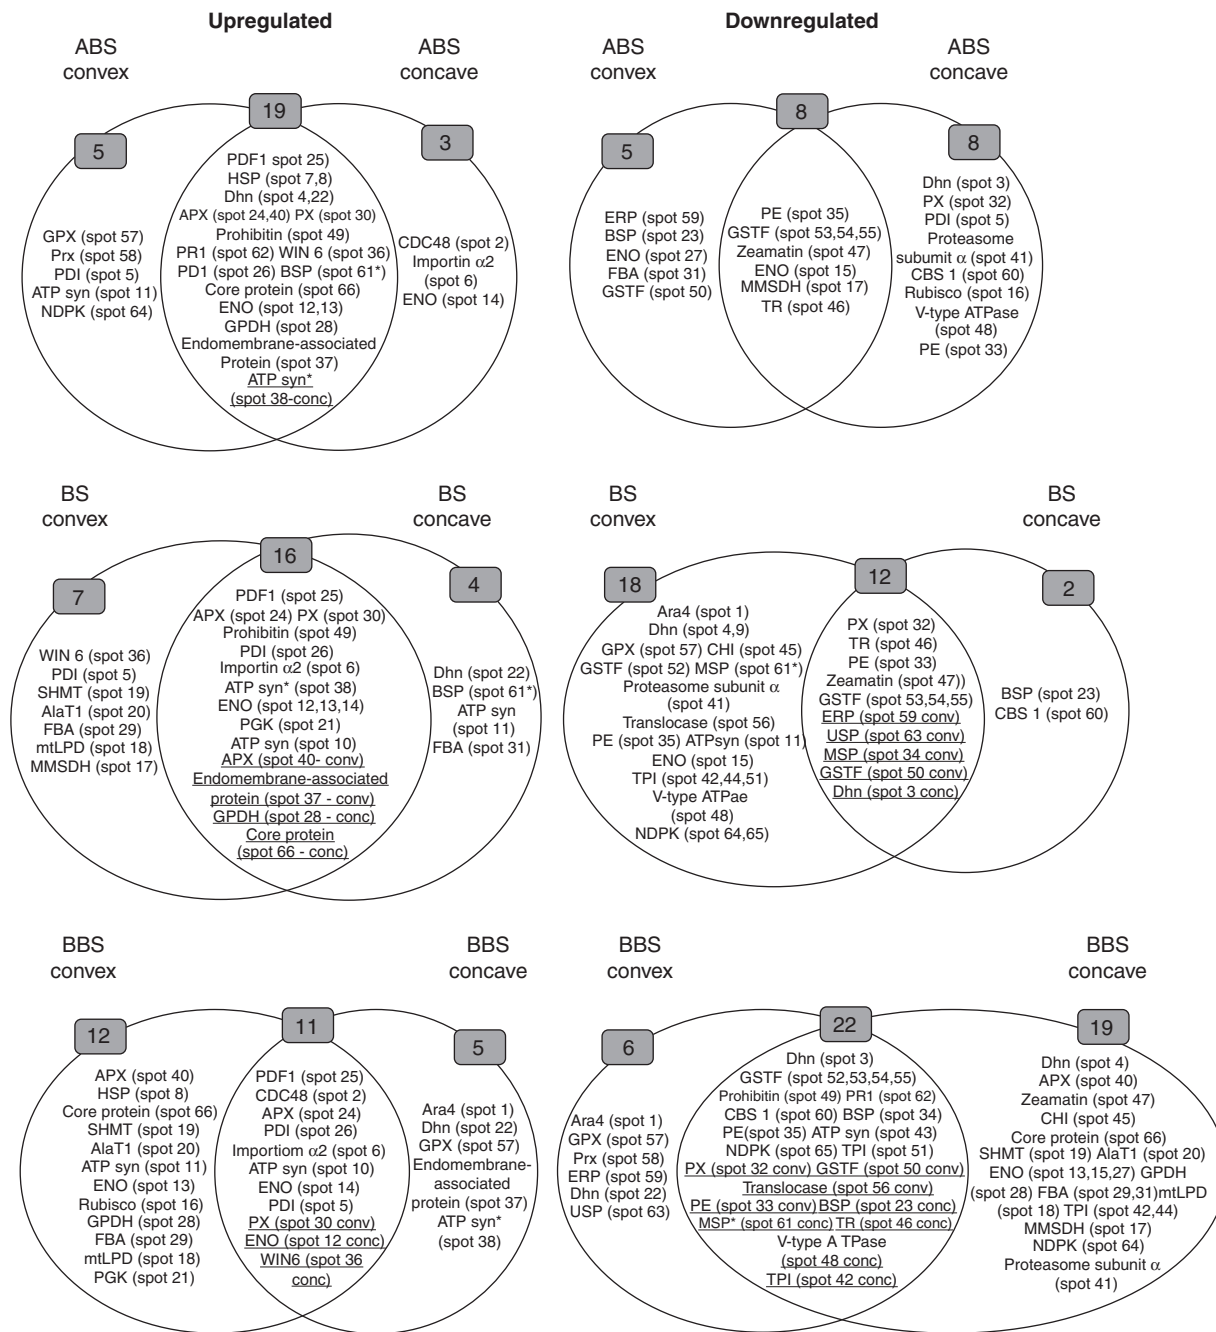 Upregulated
Downregulated
ABS
convex
ABS
concave
ABS
convex
ABS
concave
5
19
3
GPX (spot 57)
Prx (spot 58)
PDI (spot 5)
ATP syn (spot 11)
NDPK (spot 64)
PDF1 spot 25)
HSP (spot 7,8)
Dhn (spot 4,22)
APX (spot 24,40) PX (spot 30)
Prohibitin (spot 49)
PR1 (spot 62) WIN 6 (spot 36)
PD1 (spot 26) BSP (spot 61*)
Core protein (spot 66)
ENO (spot 12,13)
GPDH (spot 28)
Endomembrane-associated
Protein (spot 37)
ATP syn*
(spot 38-conc)
CDC48 (spot 2)
Importin α2
(spot 6)
ENO (spot 14)
5
8
8
ERP (spot 59)
BSP (spot 23)
ENO (spot 27)
FBA (spot 31)
GSTF (spot 50)
PE (spot 35)
GSTF (spot 53,54,55)
Zeamatin (spot 47)
ENO (spot 15)
MMSDH (spot 17)
TR (spot 46)
Dhn (spot 3)
PX (spot 32)
PDI (spot 5)
Proteasome
subumit α (spot 41)
CBS 1 (spot 60)
Rubisco (spot 16)
V-type ATPase
(spot 48)
PE (spot 33)
BS
convex
BS
concave
BS
convex
BS
concave
7
16
4
WIN 6 (spot 36)
PDI (spot 5)
SHMT (spot 19)
AlaT1 (spot 20)
FBA (spot 29)
mtLPD (spot 18)
MMSDH (spot 17)
PDF1 (spot 25)
APX (spot 24) PX (spot 30)
Prohibitin (spot 49)
PDI (spot 26)
Importin α2 (spot 6)
ATP syn* (spot 38)
ENO (spot 12,13,14)
PGK (spot 21)
ATP syn (spot 10)
APX (spot 40- conv)
Endomembrane-associated
protein (spot 37 - conv)
GPDH (spot 28 - conc)
Core protein
(spot 66 - conc)
Dhn (spot 22)
BSP (spot 61*)
ATP syn
(spot 11)
FBA (spot 31)
18
12
2
Ara4 (spot 1)
Dhn (spot 4,9)
GPX (spot 57) CHI (spot 45)
GSTF (spot 52) MSP (spot 61*)
Proteasome subunit α
(spot 41)
Translocase (spot 56)
PE (spot 35) ATPsyn (spot 11)
ENO (spot 15)
TPI (spot 42,44,51)
V-type ATPae
(spot 48)
NDPK (spot 64,65)
PX (spot 32)
TR (spot 46)
PE (spot 33)
Zeamatin (spot 47))
GSTF (spot 53,54,55)
ERP (spot 59 conv)
USP (spot 63 conv)
MSP (spot 34 conv)
GSTF (spot 50 conv)
Dhn (spot 3 conc)
BSP (spot 23)
CBS 1 (spot 60)
BBS
convex
BBS
concave
BBS
convex
BBS
concave
12
11
5
APX (spot 40)
HSP (spot 8)
Core protein (spot 66)
SHMT (spot 19)
AlaT1 (spot 20)
ATP syn (spot 11)
ENO (spot 13)
Rubisco (spot 16)
GPDH (spot 28)
FBA (spot 29)
mtLPD (spot 18)
PGK (spot 21)
PDF1 (spot 25)
CDC48 (spot 2)
APX (spot 24)
PDI (spot 26)
Importiom α2 (spot 6)
ATP syn (spot 10)
ENO (spot 14)
PDI (spot 5)
PX (spot 30 conv)
ENO (spot 12 conc)
WIN6 (spot 36
conc)
Ara4 (spot 1)
Dhn (spot 22)
GPX (spot 57)
Endomembrane-
associated
protein (spot 37)
ATP syn*
(spot 38)
6
22
19
Ara4 (spot 1)
GPX (spot 57)
Prx (spot 58)
ERP (spot 59)
Dhn (spot 22)
USP (spot 63)
Dhn (spot 3)
GSTF (spot 52,53,54,55)
Prohibitin (spot 49) PR1 (spot 62)
CBS 1 (spot 60) BSP (spot 34)
PE(spot 35) ATP syn (spot 43)
NDPK (spot 65) TPI (spot 51)
PX (spot 32 conv) GSTF (spot 50 conv)
Translocase (spot 56 conv)
PE (spot 33 conv) BSP (spot 23 conc)
MSP* (spot 61 conc) TR (spot 46 conc)
V-type A TPase
(spot 48 conc)
TPI (spot 42 conc)
Dhn (spot 4)
APX (spot 40)
Zeamatin (spot 47)
CHI (spot 45)
Core protein (spot 66)
SHMT (spot 19) AlaT1 (spot 20)
ENO (spot 13,15,27) GPDH
(spot 28) FBA (spot 29,31)mtLPD
(spot 18) TPI (spot 42,44)
MMSDH (spot 17)
NDPK (spot 64)
Proteasome subunit α
(spot 41)